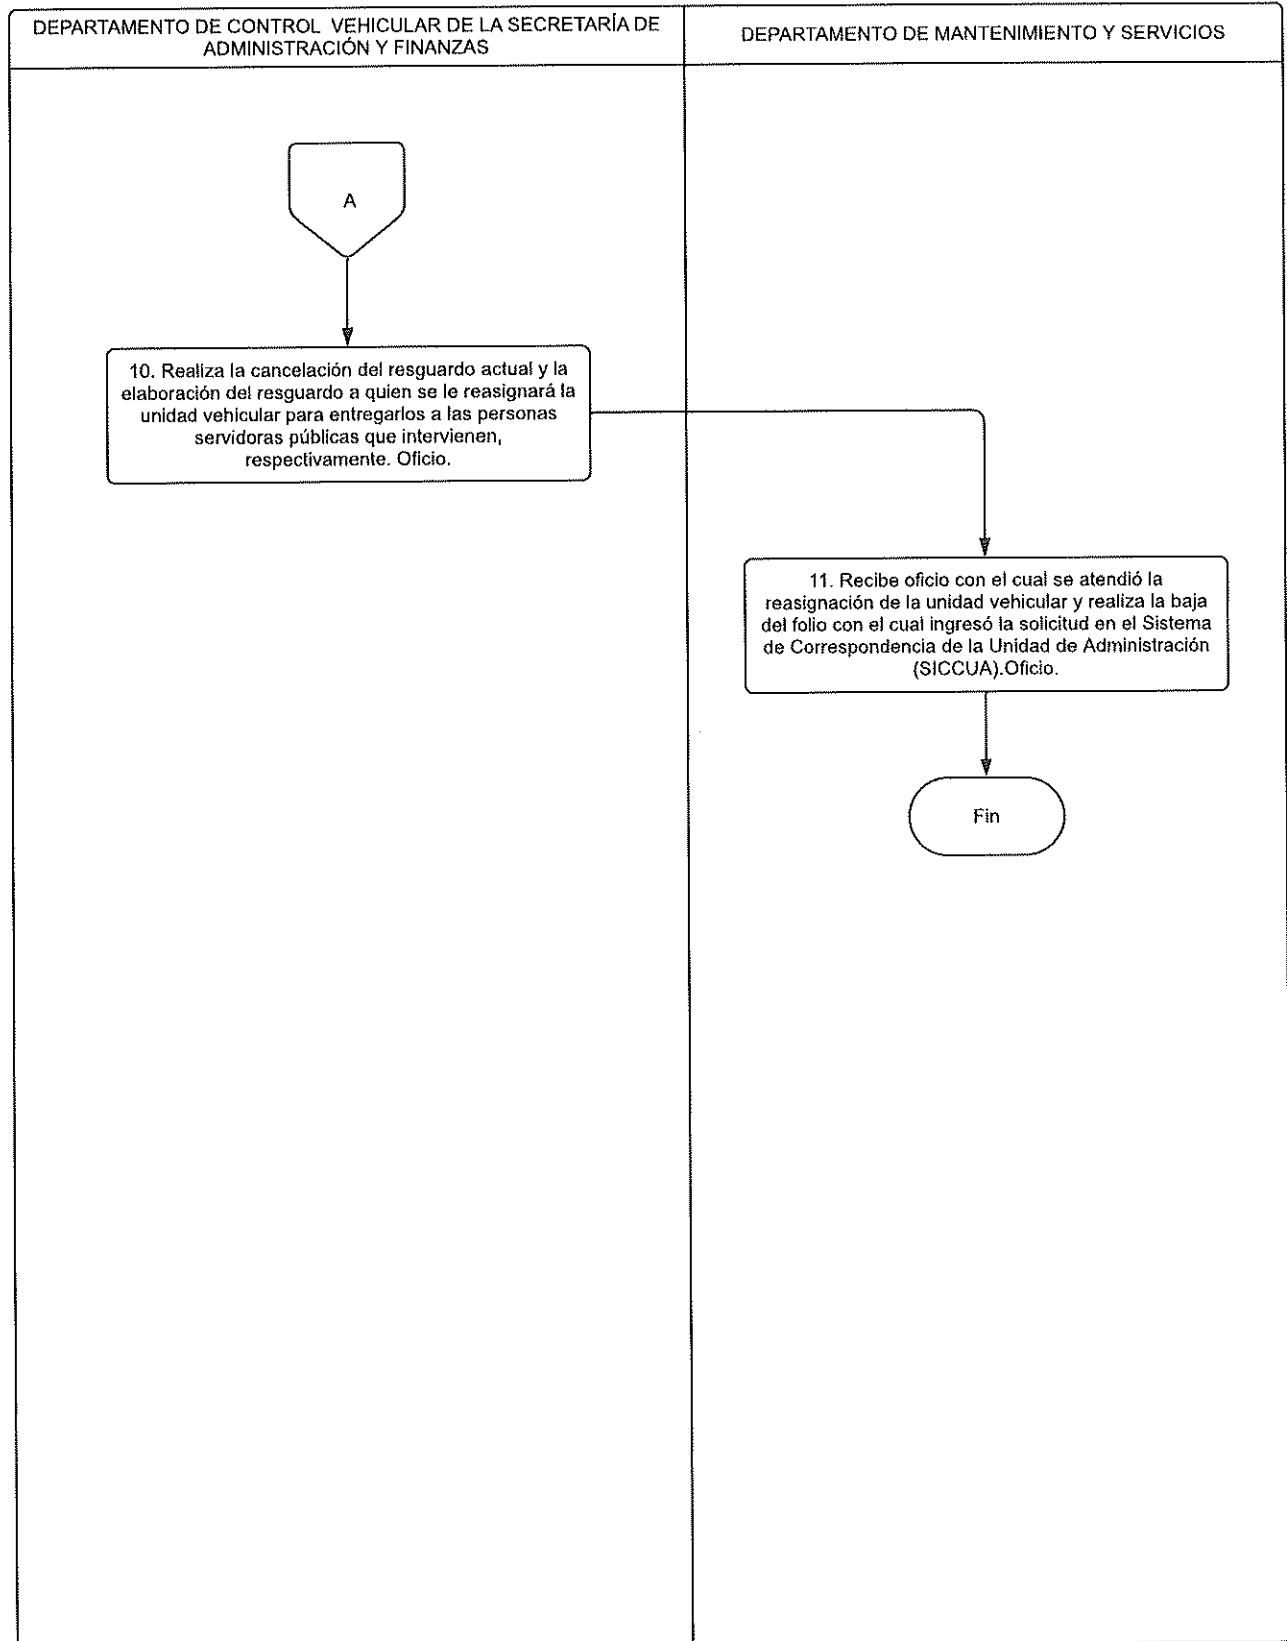 DEPARTAMENTO DE CONTROL VEHICULAR DE LA SECRETARÍA DE
ADMINISTRACIÓN Y FINANZAS
DEPARTAMENTO DE MANTENIMIENTO Y SERVICIOS
A
10. Realiza la cancelación del resguardo actual y la
elaboración del resguardo a quien se le reasignará la
unidad vehicular para entregarlos a las personas
servidoras públicas que intervienen,
respectivamente. Oficio.
11. Recibe oficio con el cual se atendió la
reasignación de la unidad vehicular y realiza la baja
del folio con el cual ingresó la solicitud en el Sistema
de Correspondencia de la Unidad de Administración
(SICCUA).Oficio.
Fin